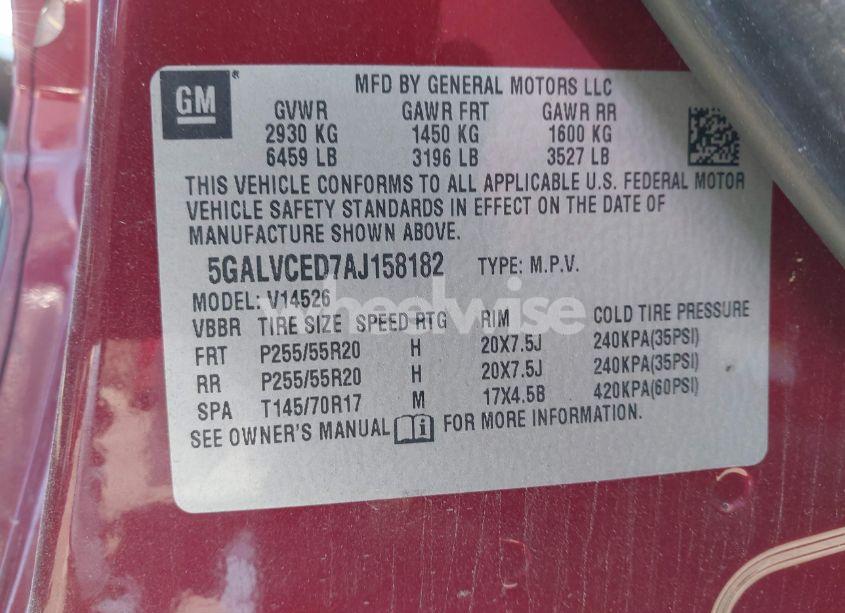 GM®
MFD BY GENERAL MOTORS LLC
GVWR GAWR FRT GAWR RR
2930 KG 1450 KG 1600 KG
6459 LB 3196 LB 3527 LB
THIS VEHICLE CONFORMS TO ALL APPLICABLE U.S. FEDERAL MOTOR
VEHICLE SAFETY STANDARDS IN EFFECT ON THE DATE OF
MANUFACTURE SHOWN ABOVE.
5GALVCED7AJ158182 TYPE: M.P.V.
MODEL: V14526
wheelwise
VBBR TIRE SIZE SPEED RTG RIM COLD TIRE PRESSURE
FRT P255/55R20 H 20X7.5J 240KPA(35PSI)
RR P255/55R20 H 20X7.5J 240KPA(35PSI)
SPA T145/70R17 M 17X4.5B 420KPA(60PSI)
SEE OWNER'S MANUAL i FOR MORE INFORMATION.